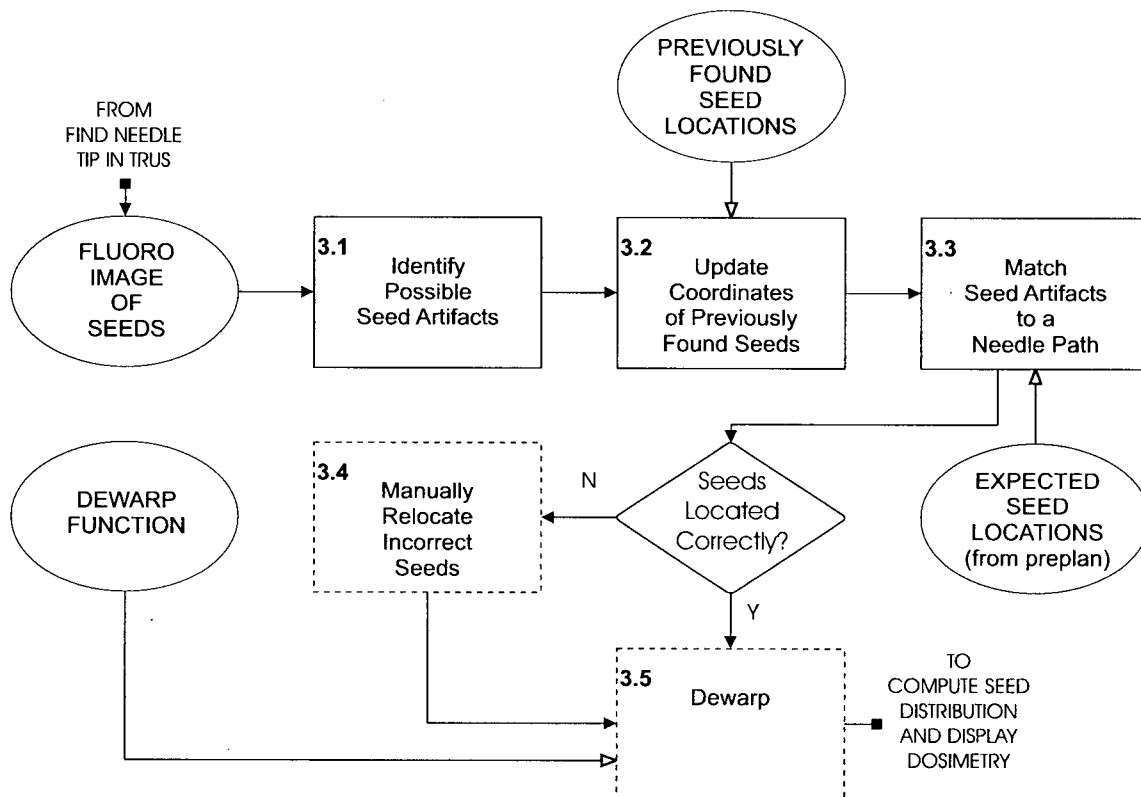 PREVIOUSLY
FOUND
SEED
LOCATIONS
FROM
FIND NEEDLE
TIP IN TRUS
FLUORO
IMAGE
OF
SEEDS
3.1
Identify
Possible
Seed Artifacts
3.2
Update
Coordinates
of Previously
Found Seeds
3.3
Match
Seed Artifacts
to a
Needle Path
DEWARP
FUNCTION
3.4
Manually
Relocate
Incorrect
Seeds
N
Seeds
Located
Correctly?
Y
EXPECTED
SEED
LOCATIONS
(from preplan)
3.5
Dewarp
TO
COMPUTE SEED
DISTRIBUTION
AND DISPLAY
DOSIMETRY